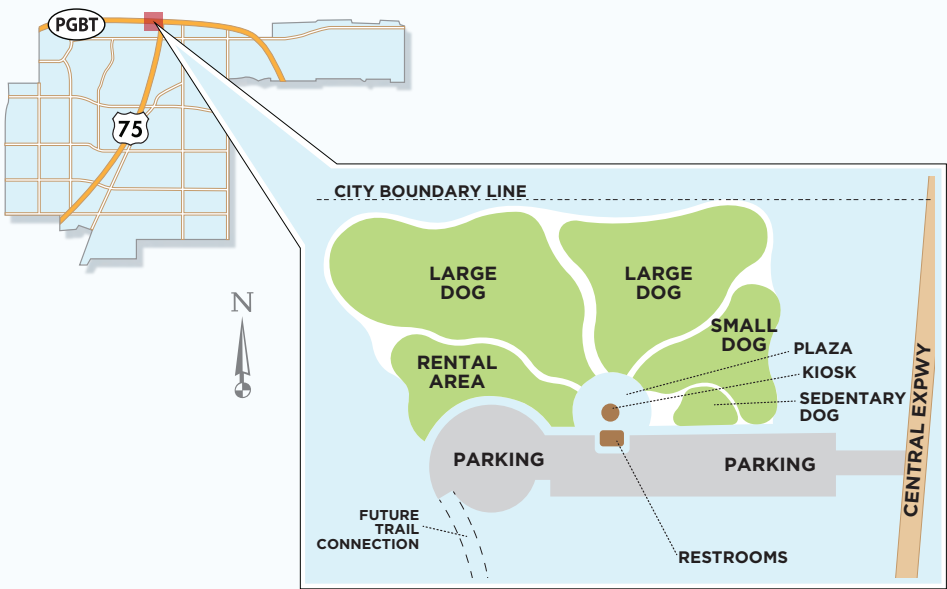 PGBT
75
N
CITY BOUNDARY LINE
LARGE
DOG
LARGE
DOG
SMALL
DOG
RENTAL
AREA
PLAZA
KIOSK
SEDENTARY
DOG
PARKING
PARKING
CENTRAL EXPWY
FUTURE
TRAIL
CONNECTION
RESTROOMS